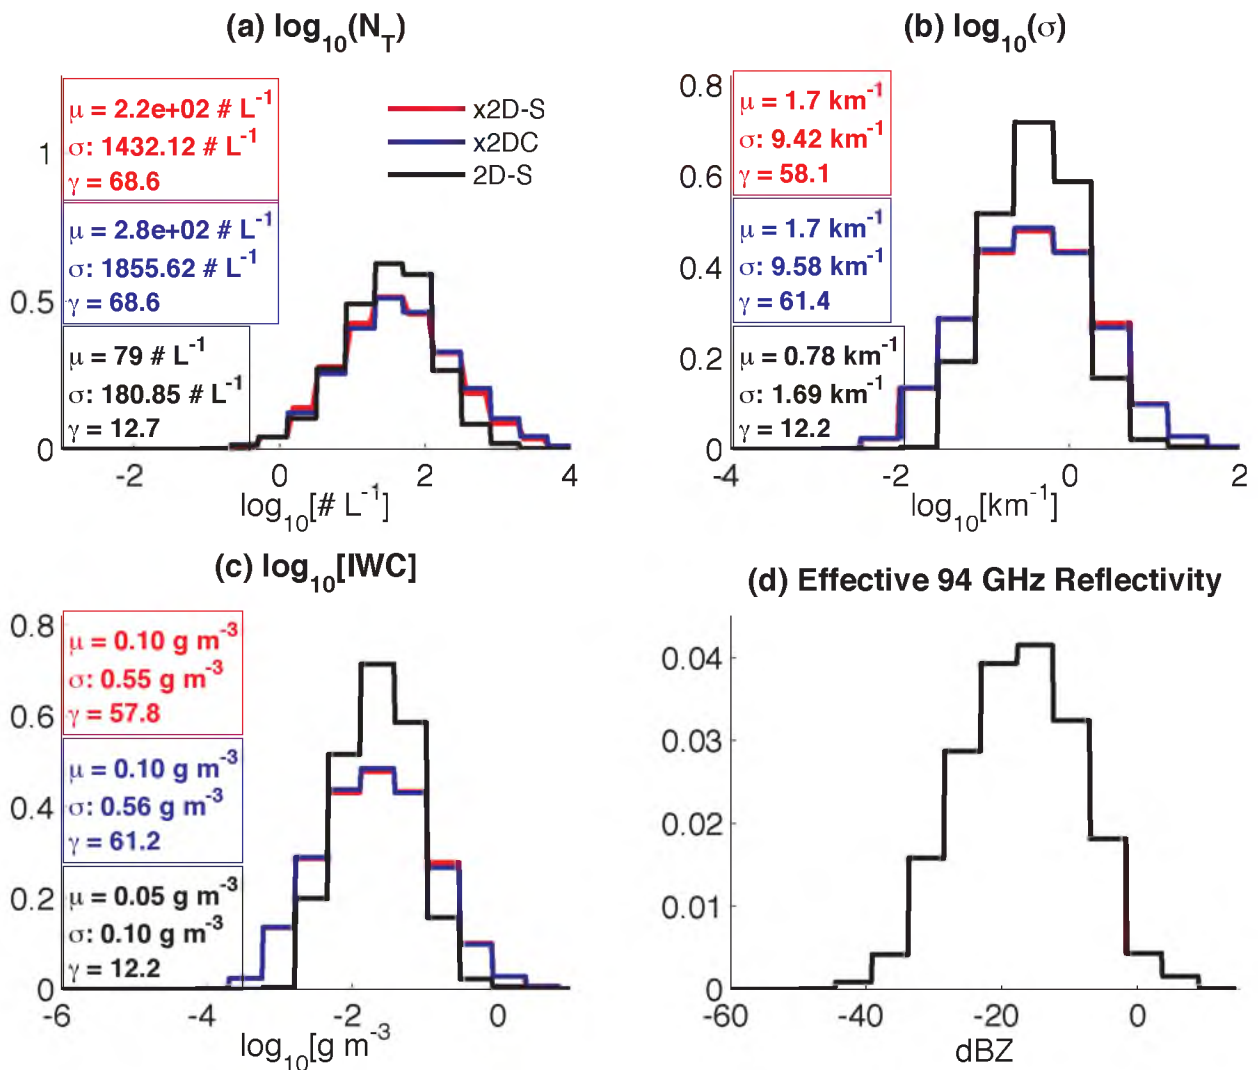 (a) log10(NT)
μ = 2.2e+02 # L-1
σ: 1432.12 # L-1
γ = 68.6
μ = 2.8e+02 # L-1
σ: 1855.62 # L-1
γ = 68.6
μ = 79 # L-1
σ: 180.85 # L-1
γ = 12.7
x2D-S
x2DC
2D-S
1
0.5
0
-2 0 2 4
log10[# L-1]
(b) log10(σ)
μ = 1.7 km-1
σ: 9.42 km-1
γ = 58.1
μ = 1.7 km-1
σ: 9.58 km-1
γ = 61.4
μ = 0.78 km-1
σ: 1.69 km-1
γ = 12.2
0.8
0.6
0.4
0.2
0
-4 -2 0 2
log10[km-1]
(c) log10[IWC]
μ = 0.10 g m-3
σ: 0.55 g m-3
γ = 57.8
μ = 0.10 g m-3
σ: 0.56 g m-3
γ = 61.2
μ = 0.05 g m-3
σ: 0.10 g m-3
γ = 12.2
0.8
0.6
0.4
0.2
0
-6 -4 -2 0
log10[g m-3
(d) Effective 94 GHz Reflectivity
0.04
0.03
0.02
0.01
0
-60 -40 -20 0
dBZ